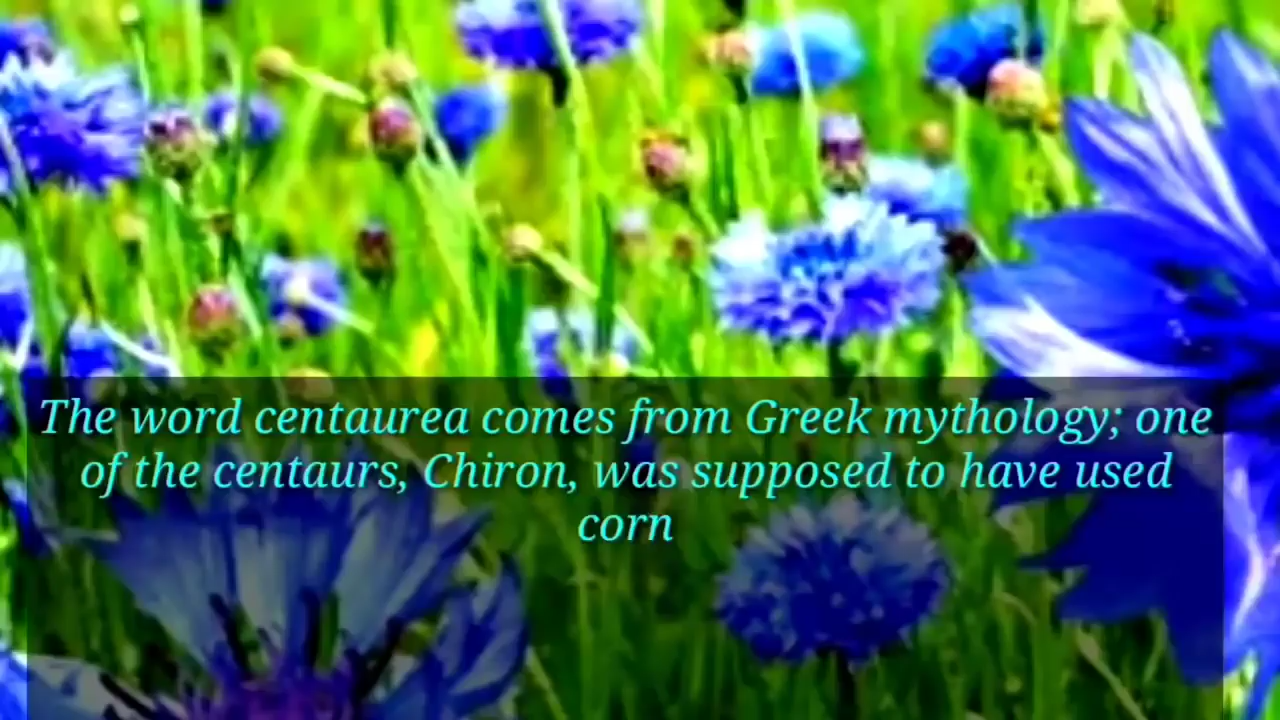 The word centaurea comes from Greek mythology; one
of the centaurs, Chiron, was supposed to have used
corn